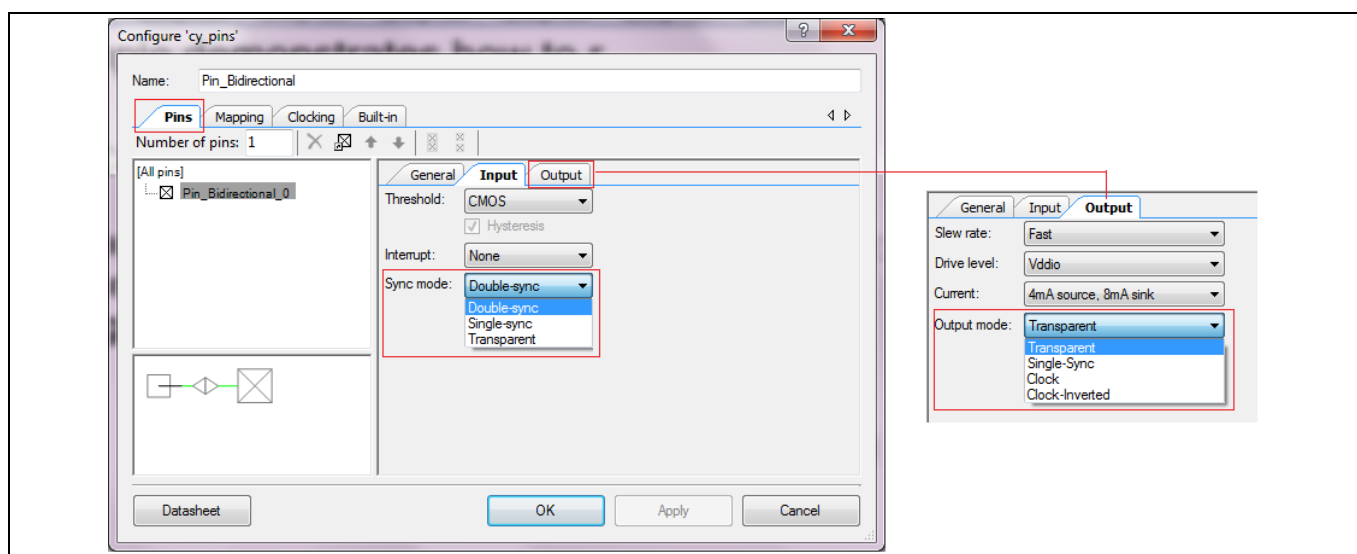 Configure 'cy_pins'
Name: Pin_Bidirectional
Pins Mapping Clocking Built-in
Number of pins: 1
[All pins]
Pin_Bidirectional_0
General Input Output
Threshold: CMOS
Hysteresis
Interrupt: None
Sync mode: Double-sync
Double-sync
Single-sync
Transparent
Datasheet OK Apply Cancel
General Input Output
Slew rate: Fast
Drive level: Vddio
Current: 4mA source, 8mA sink
Output mode: Transparent
Transparent
Single-Sync
Clock
Clock-Inverted